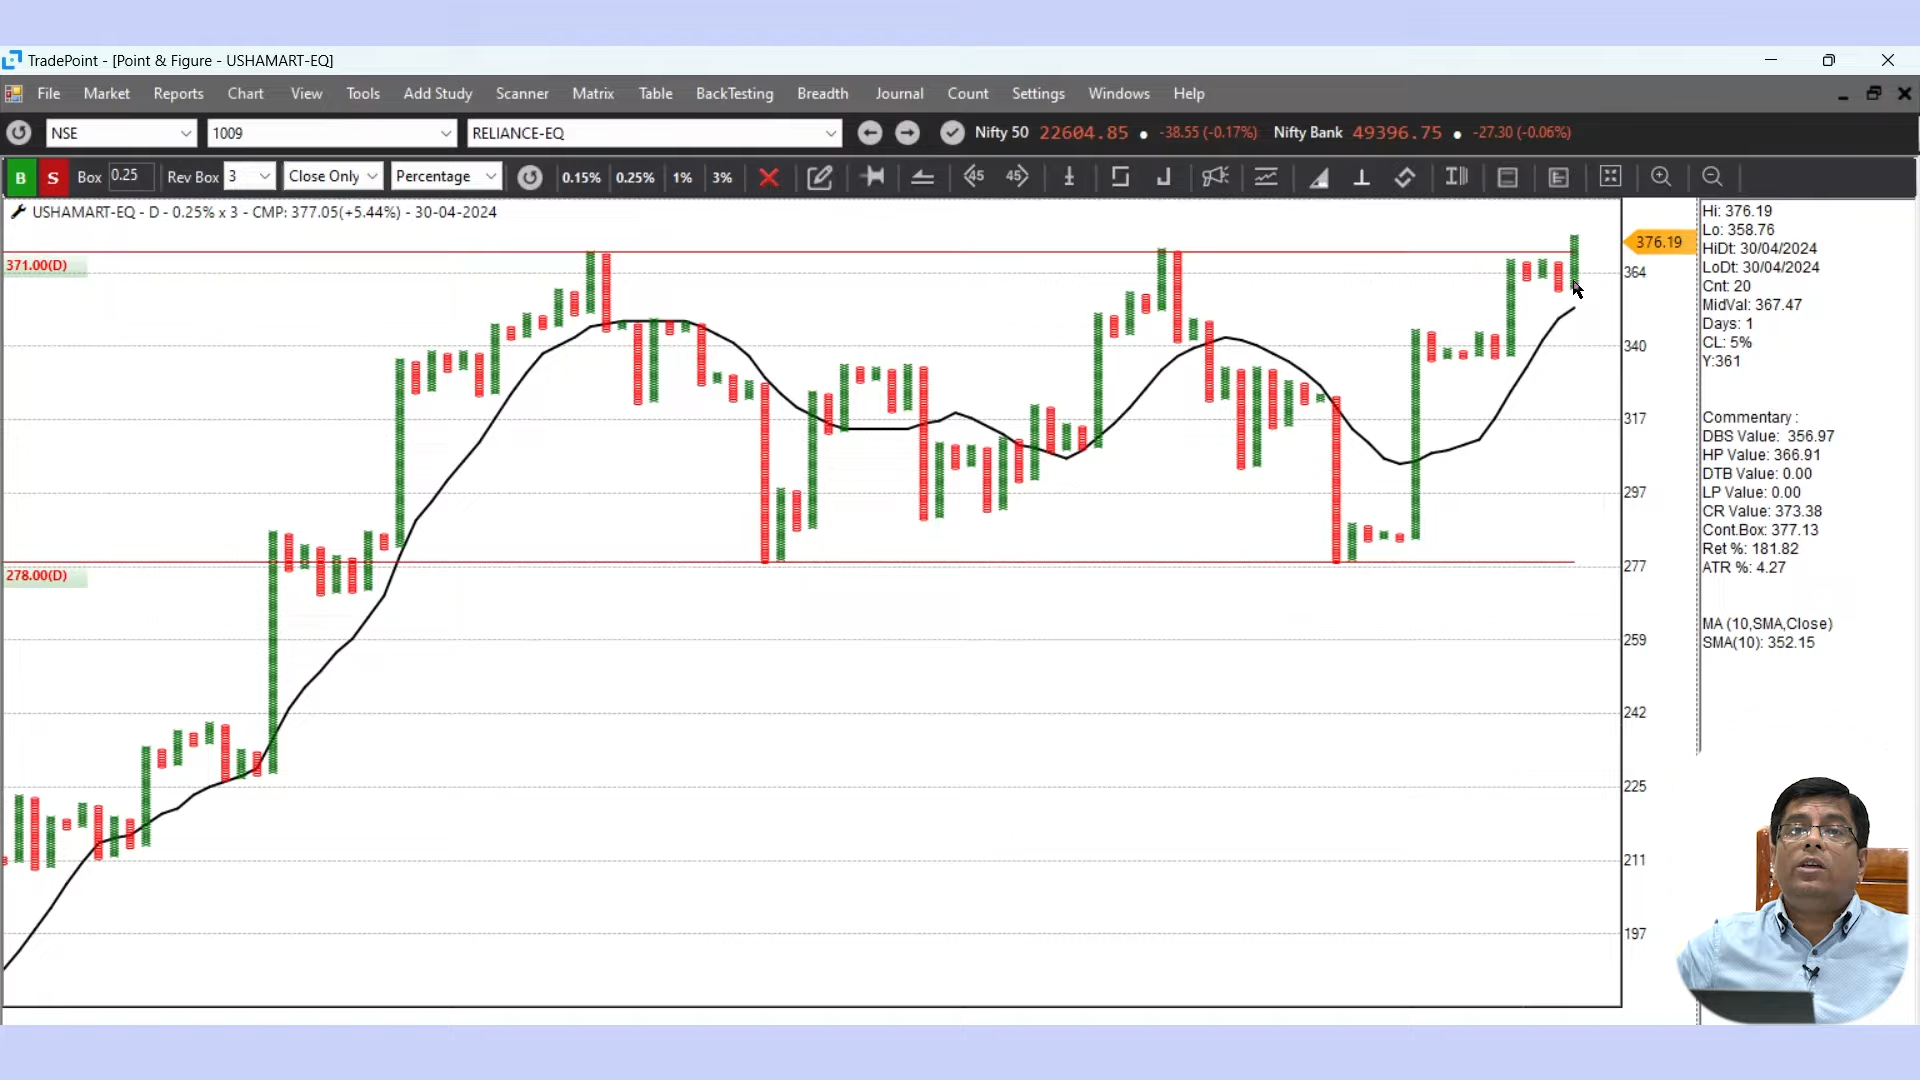 TradePoint - [Point & Figure - USHAMART-EQ]
File Market Reports Chart View Tools Add Study Scanner Matrix Table BackTesting Breadth Journal Count Settings Windows Help
NSE 1009 RELIANCE-EQ Nifty 50 22604.85 -38.55 (-0.17%) Nifty Bank 49396.75 -27.30 (-0.06%)
B S Box 0.25 Rev Box 3 Close Only Percentage 0.15% 0.25% 1% 3% 45 45
USHAMART-EQ - D - 0.25% x 3 - CMP: 377.05(+5.44%) - 30-04-2024
371.00(D)
278.00(D)
376.19
364
340
317
297
277
259
242
225
211
197
Hi: 376.19
Lo: 358.76
HiDt: 30/04/2024
LoDt: 30/04/2024
Cnt: 20
MidVal: 367.47
Days: 1
CL: 5%
Y:361
Commentary :
DBS Value: 356.97
HP Value: 366.91
DTB Value: 0.00
LP Value: 0.00
CR Value: 373.38
Cont.Box: 377.13
Ret %: 181.82
ATR %: 4.27
MA (10,SMA,Close)
SMA(10): 352.15